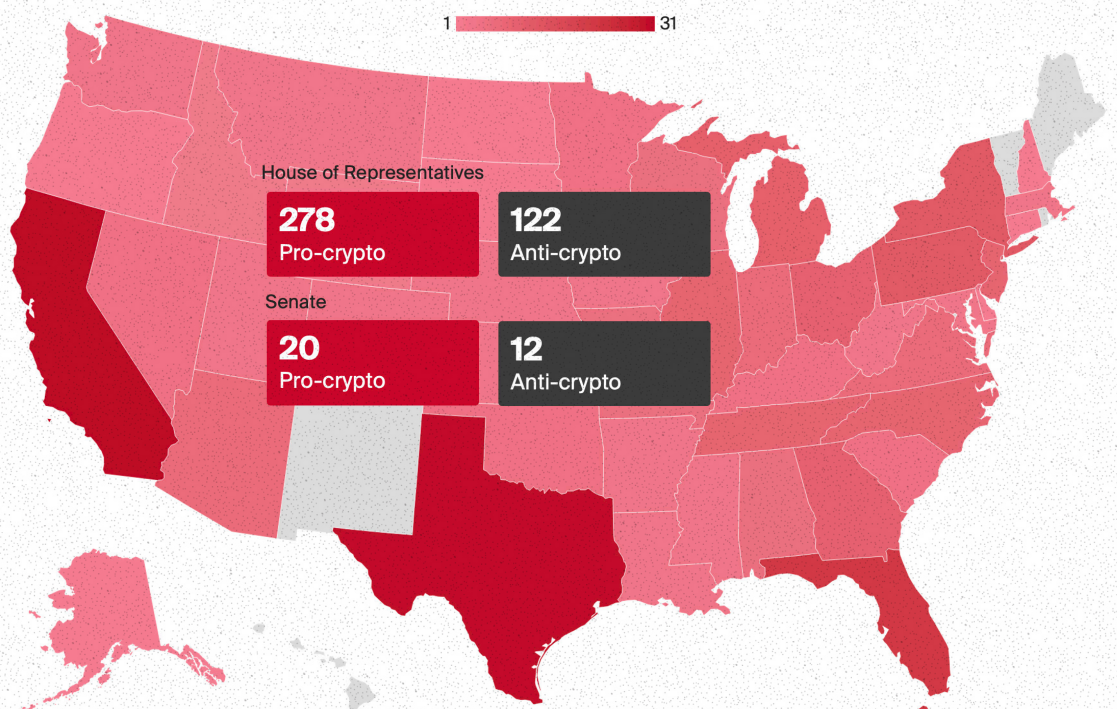 1 31
House of Representatives
278 122
Pro-crypto Anti-crypto
Senate
20 12
Pro-crypto Anti-crypto